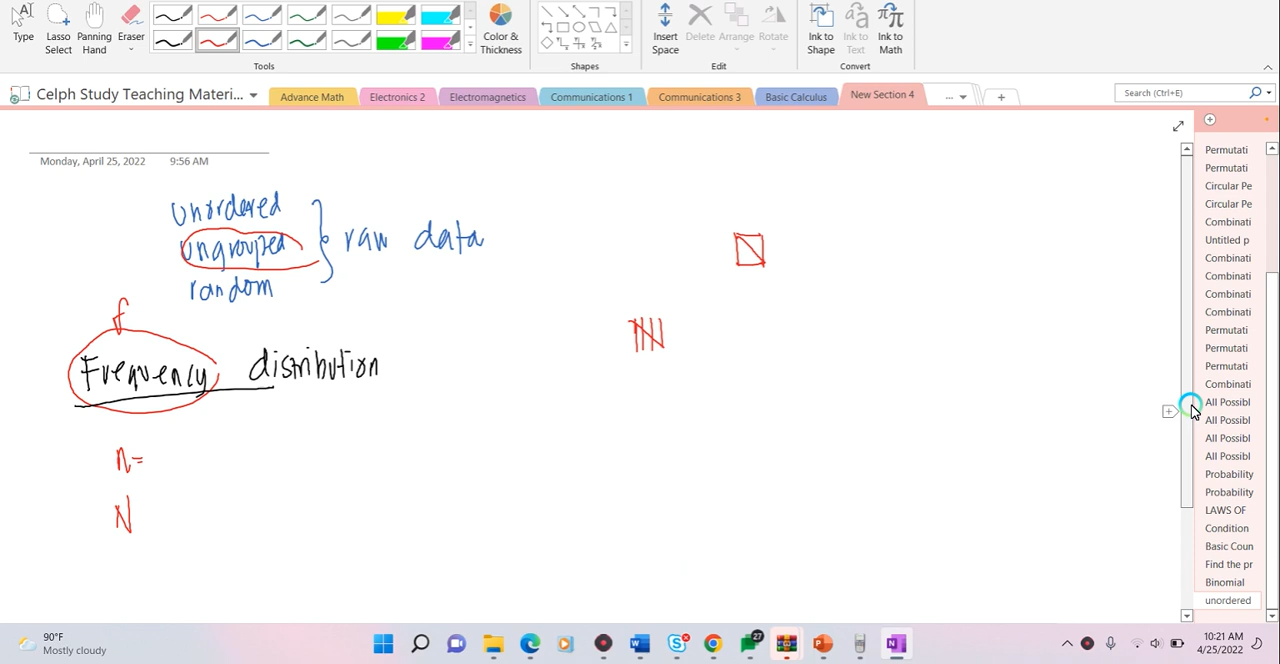 Type
Lasso Select
Panning Hand
Eraser
Color & Thickness
Insert Space
Delete
Arrange
Rotate
Ink to Shape
Ink to Text
Ink to Math
Tools
Shapes
Edit
Convert
Celph Study Teaching Materi...
Advance Math
Electronics 2
Electromagnetics
Communications 1
Communications 3
Basic Calculus
New Section 4
...
Search (Ctrl+E)
Monday, April 25, 2022 9:56 AM
unordered
ungrouped
random
raw data
f
Frequency distribution
n=
N
Permutati
Permutati
Circular Pe
Circular Pe
Combinati
Untitled p
Combinati
Combinati
Combinati
Combinati
Permutati
Permutati
Permutati
Combinati
All Possibl
All Possibl
All Possibl
All Possibl
Probability
Probability
LAWS OF
Condition
Basic Coun
Find the pr
Binomial
unordered
90°F
Mostly cloudy
27
10:21 AM
4/25/2022